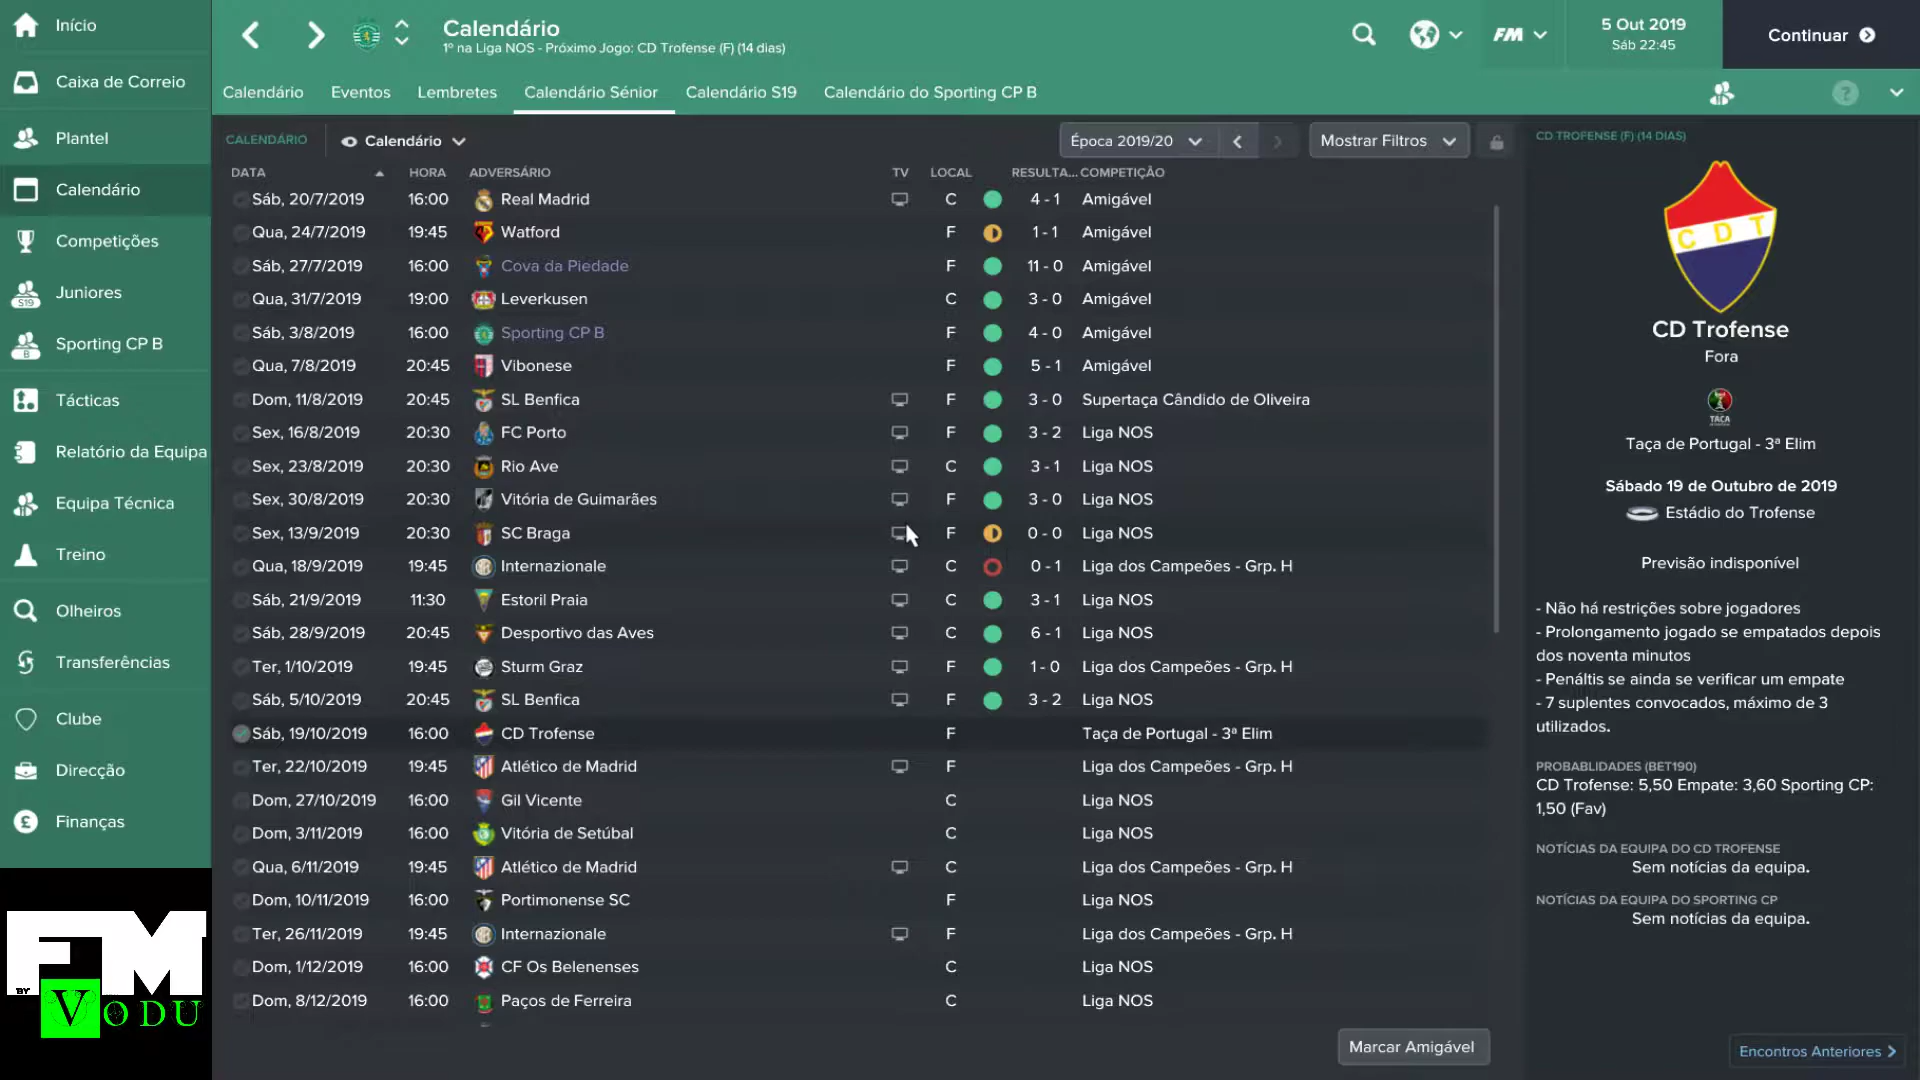 Início
Caixa de Correio
Plantel
Calendário
Competições
S19 Juniores
B Sporting CP B
Tácticas
Relatório da Equipa
Equipa Técnica
Treino
Olheiros
Transferências
Clube
Direcção
Finanças
FM
BY VODU
Calendário
1º na Liga NOS - Próximo Jogo: CD Trofense (F) (14 dias)
FM
5 Out 2019
Sáb 22:45
Continuar
Calendário Eventos Lembretes Calendário Sénior Calendário S19 Calendário do Sporting CP B ?
CALENDÁRIO Calendário Época 2019/20 Mostrar Filtros
DATA HORA ADVERSÁRIO TV LOCAL RESULTA... COMPETIÇÃO
Sáb, 20/7/2019 16:00 Real Madrid C 4 - 1 Amigável
Qua, 24/7/2019 19:45 Watford F 1 - 1 Amigável
Sáb, 27/7/2019 16:00 Cova da Piedade F 11 - 0 Amigável
Qua, 31/7/2019 19:00 Leverkusen C 3 - 0 Amigável
Sáb, 3/8/2019 16:00 Sporting CP B F 4 - 0 Amigável
Qua, 7/8/2019 20:45 Vibonese F 5 - 1 Amigável
Dom, 11/8/2019 20:45 SL Benfica F 3 - 0 Supertaça Cândido de Oliveira
Sex, 16/8/2019 20:30 FC Porto F 3 - 2 Liga NOS
Sex, 23/8/2019 20:30 Rio Ave C 3 - 1 Liga NOS
Sex, 30/8/2019 20:30 Vitória de Guimarães F 3 - 0 Liga NOS
Sex, 13/9/2019 20:30 SC Braga F 0 - 0 Liga NOS
Qua, 18/9/2019 19:45 Internazionale C 0 - 1 Liga dos Campeões - Grp. H
Sáb, 21/9/2019 11:30 Estoril Praia C 3 - 1 Liga NOS
Sáb, 28/9/2019 20:45 Desportivo das Aves C 6 - 1 Liga NOS
Ter, 1/10/2019 19:45 Sturm Graz F 1 - 0 Liga dos Campeões - Grp. H
Sáb, 5/10/2019 20:45 SL Benfica F 3 - 2 Liga NOS
Sáb, 19/10/2019 16:00 CD Trofense F Taça de Portugal - 3ª Elim
Ter, 22/10/2019 19:45 Atlético de Madrid F Liga dos Campeões - Grp. H
Dom, 27/10/2019 16:00 Gil Vicente C Liga NOS
Dom, 3/11/2019 16:00 Vitória de Setúbal C Liga NOS
Qua, 6/11/2019 19:45 Atlético de Madrid C Liga dos Campeões - Grp. H
Dom, 10/11/2019 16:00 Portimonense SC F Liga NOS
Ter, 26/11/2019 19:45 Internazionale F Liga dos Campeões - Grp. H
Dom, 1/12/2019 16:00 CF Os Belenenses C Liga NOS
Dom, 8/12/2019 16:00 Paços de Ferreira C Liga NOS
Marcar Amigável
CD TROFENSE (F) (14 DIAS)
CDT
CD Trofense
Fora
TAÇA
Taça de Portugal - 3ª Elim
Sábado 19 de Outubro de 2019
Estádio do Trofense
Previsão indisponível
- Não há restrições sobre jogadores
- Prolongamento jogado se empatados depois
dos noventa minutos
- Penáltis se ainda se verificar um empate
- 7 suplentes convocados, máximo de 3
utilizados.
PROBABLIDADES (BET190)
CD Trofense: 5,50 Empate: 3,60 Sporting CP:
1,50 (Fav)
NOTÍCIAS DA EQUIPA DO CD TROFENSE
Sem notícias da equipa.
NOTÍCIAS DA EQUIPA DO SPORTING CP
Sem notícias da equipa.
Encontros Anteriores